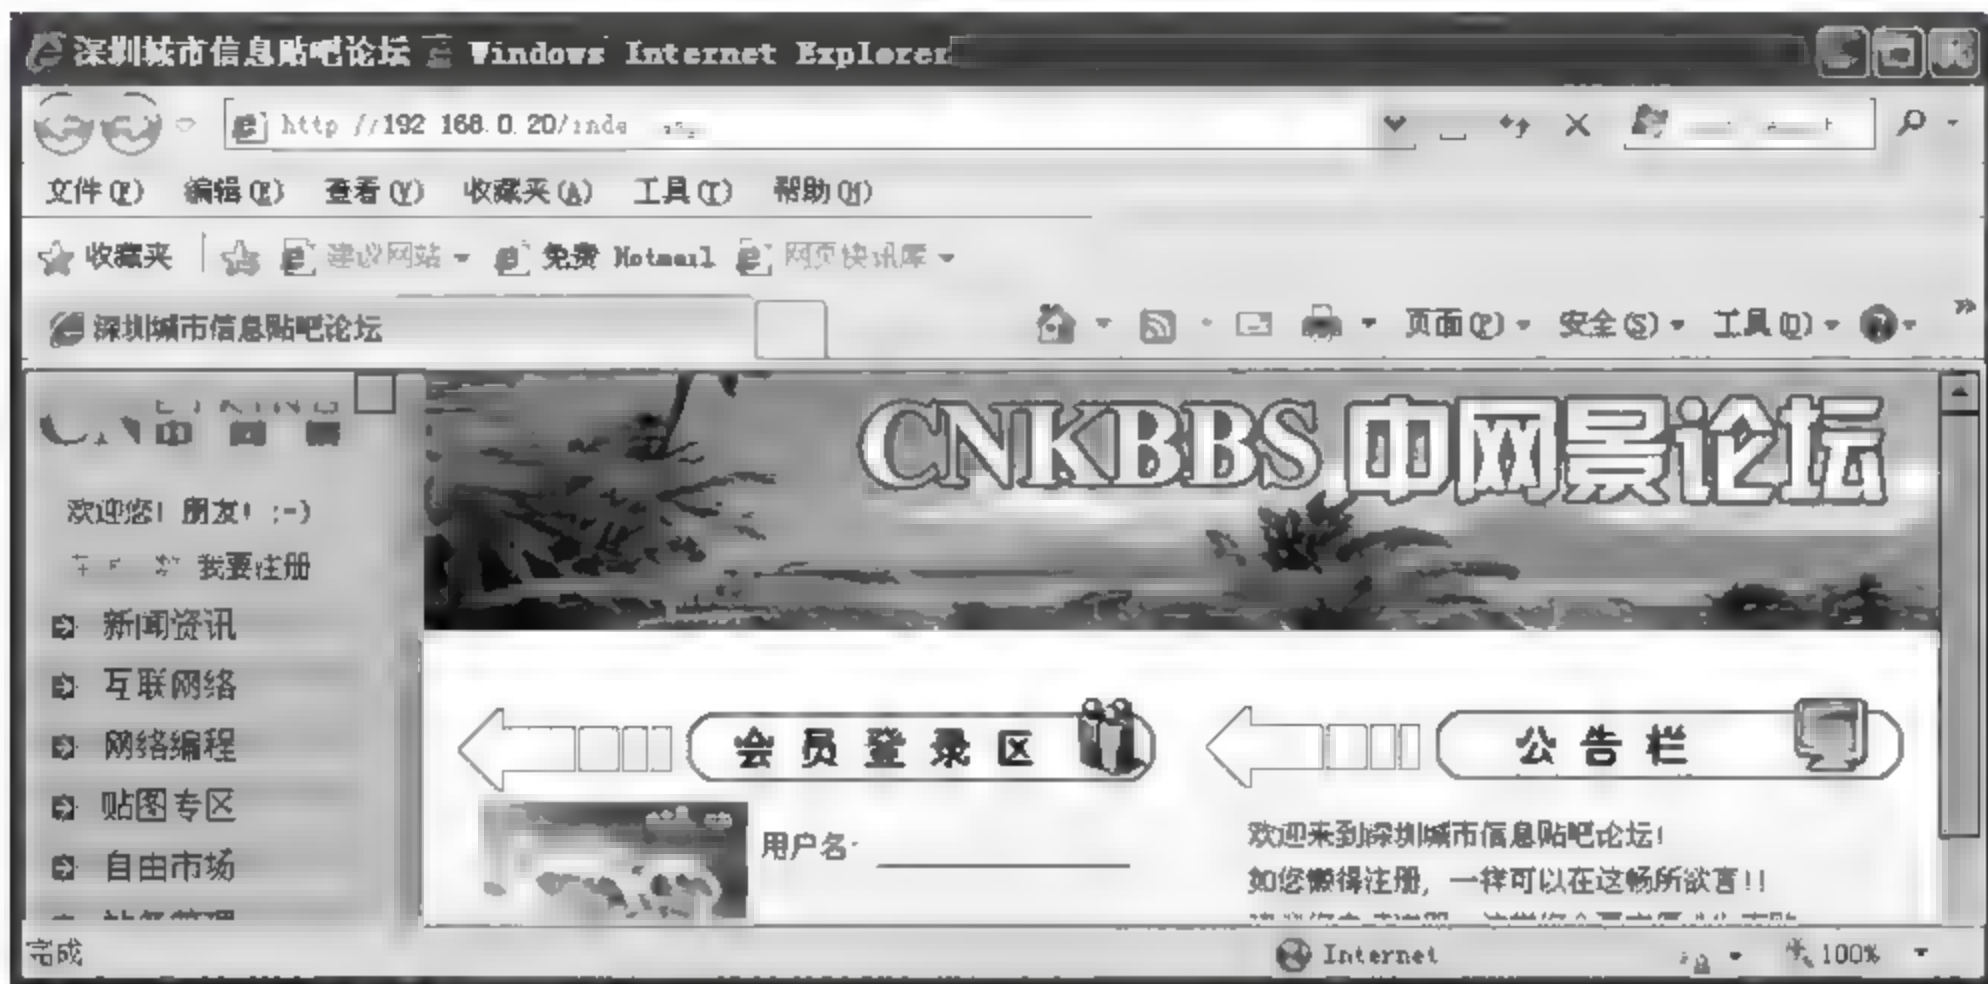 深圳城市信息贴吧论坛 Windows Internet Explorer
http //192 168.0.20/inde
文件(F) 编辑(E) 查看(V) 收藏夹(A) 工具(T) 帮助(H)
收藏夹 建议网站 免费 Hotmail 网页快讯库
深圳城市信息贴吧论坛 页面(P) 安全(S) 工具(O)
CNKBBS 中网景论坛
欢迎您! 朋友! :-)
我要注册
新闻资讯
互联网络
网络编程
贴图专区
自由市场
会员登录区
公告栏
用户名:
欢迎来到深圳城市信息贴吧论坛!
如您懒得注册, 一样可以在这畅所欲言!!
完成 Internet 100%